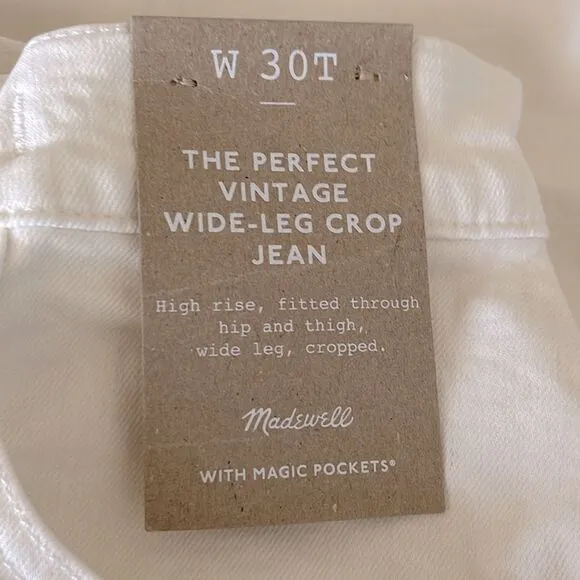 W 30T
THE PERFECT
VINTAGE
WIDE-LEG CROP
JEAN
High rise, fitted through
hip and thigh,
wide leg, cropped.
Madewell
WITH MAGIC POCKETS®